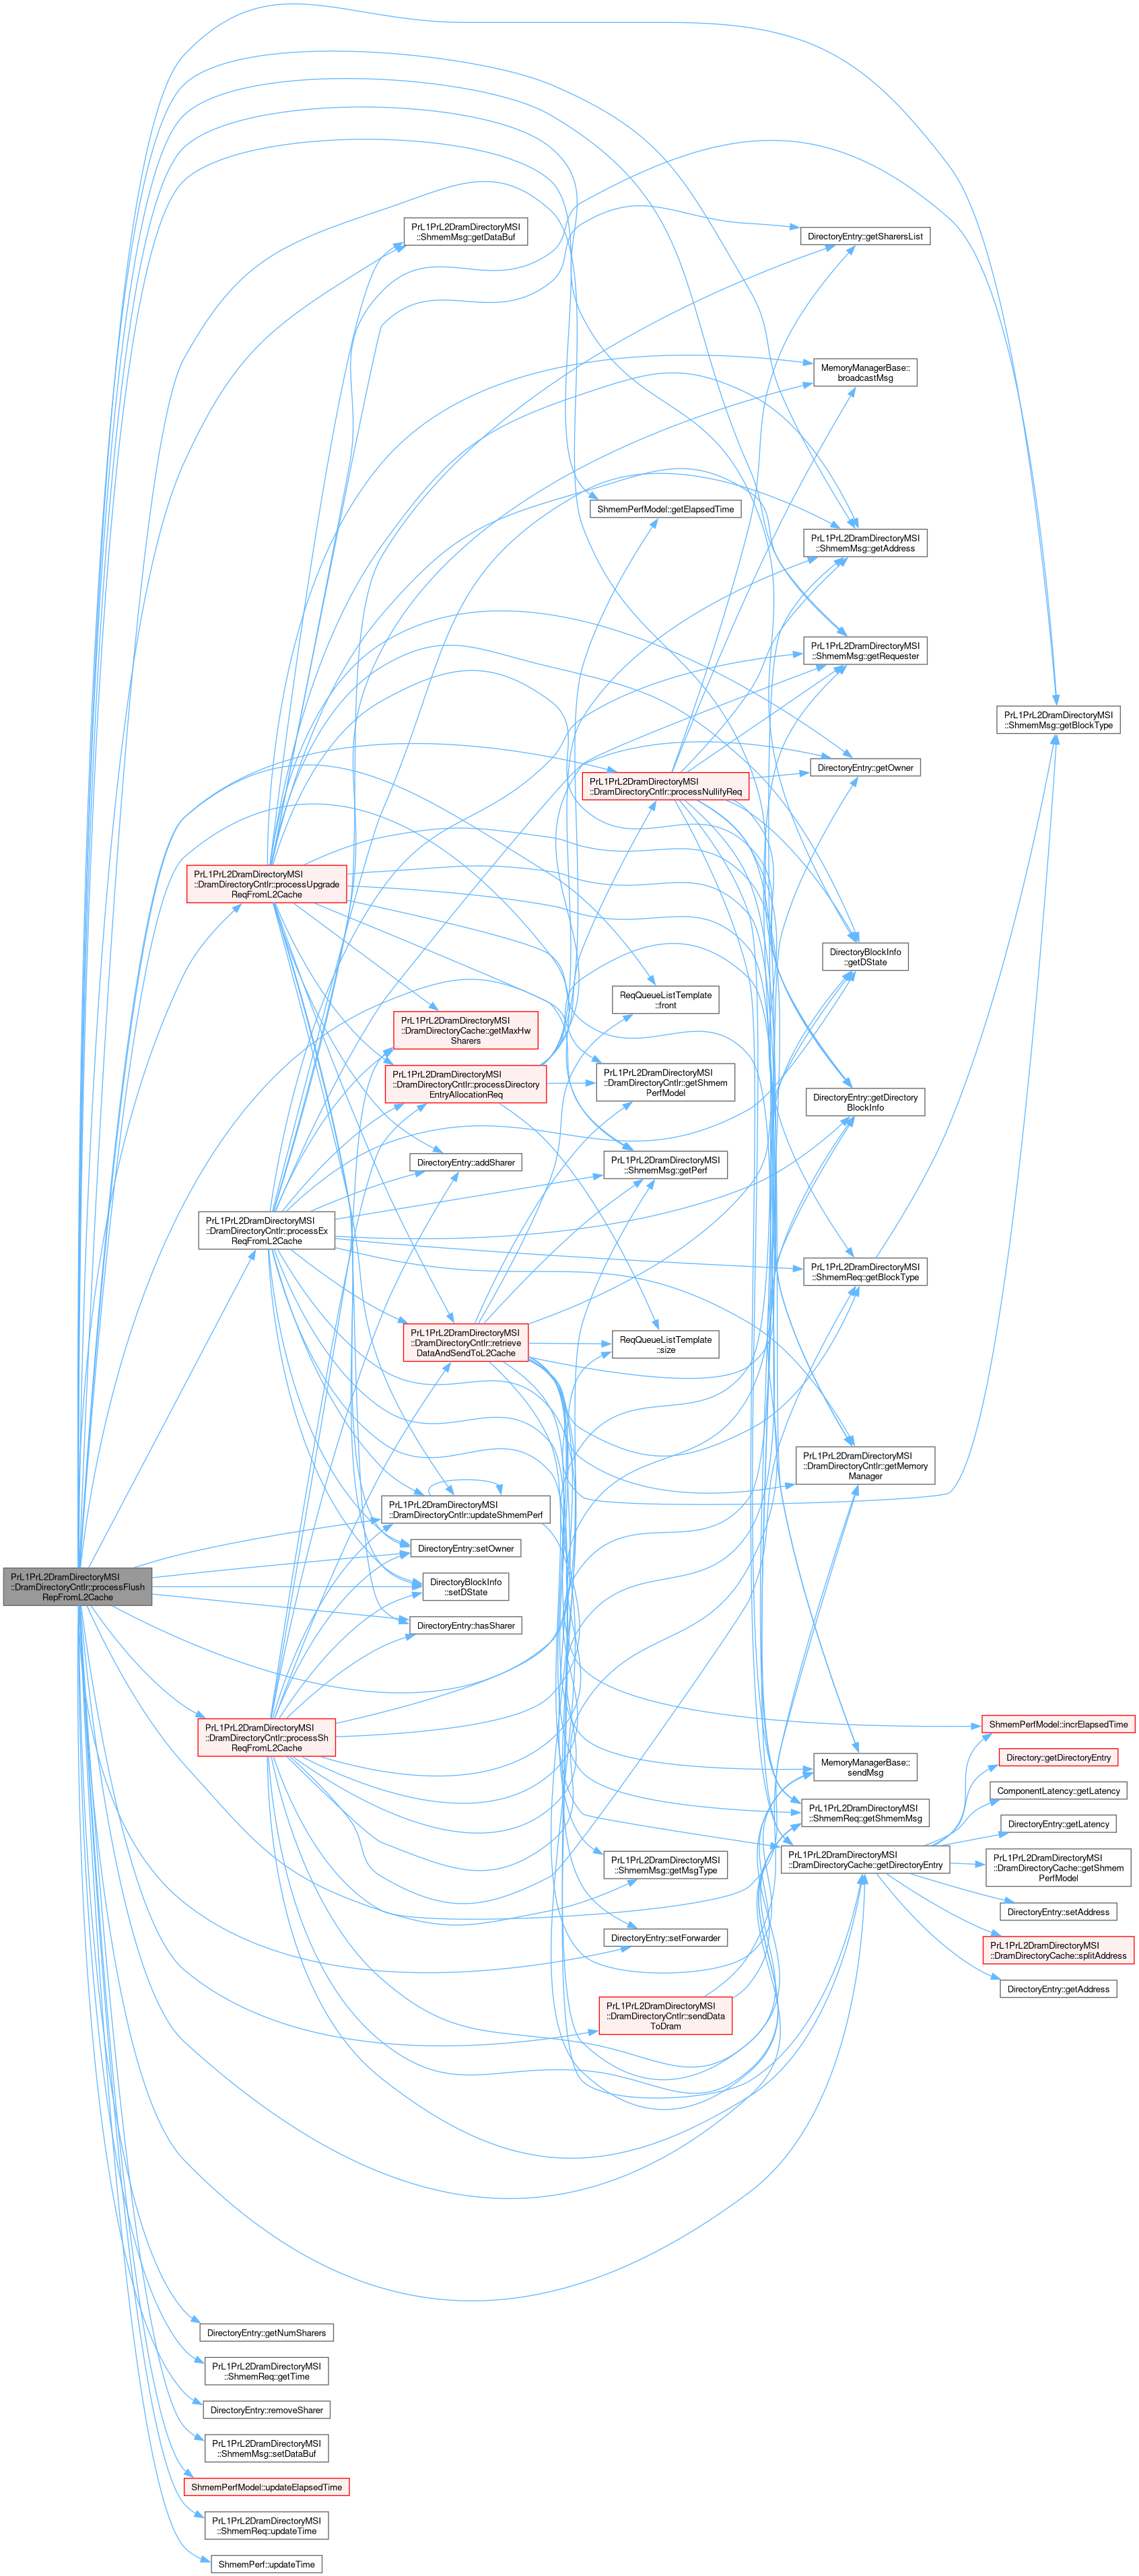 PrL1PrL2DramDirectoryMSI
::ShmemMsg::getDataBuf
DirectoryEntry::getSharersList
MemoryManagerBase::
broadcastMsg
ShmemPerfModel::getElapsedTime
PrL1PrL2DramDirectoryMSI
::ShmemMsg::getAddress
PrL1PrL2DramDirectoryMSI
::ShmemMsg::getRequester
PrL1PrL2DramDirectoryMSI
::ShmemMsg::getBlockType
DirectoryEntry::getOwner
PrL1PrL2DramDirectoryMSI
::DramDirectoryCntlr::processNullifyReq
PrL1PrL2DramDirectoryMSI
::DramDirectoryCntlr::processUpgrade
ReqFromL2Cache
DirectoryBlockInfo
::getDState
ReqQueueListTemplate
::front
PrL1PrL2DramDirectoryMSI
::DramDirectoryCache::getMaxHw
Sharers
PrL1PrL2DramDirectoryMSI
::DramDirectoryCntlr::processDirectory
EntryAllocationReq
PrL1PrL2DramDirectoryMSI
::DramDirectoryCntlr::getShmem
PerfModel
DirectoryEntry::getDirectory
BlockInfo
DirectoryEntry::addSharer
PrL1PrL2DramDirectoryMSI
::ShmemMsg::getPerf
PrL1PrL2DramDirectoryMSI
::DramDirectoryCntlr::processEx
ReqFromL2Cache
PrL1PrL2DramDirectoryMSI
::ShmemReq::getBlockType
PrL1PrL2DramDirectoryMSI
::DramDirectoryCntlr::retrieve
DataAndSendToL2Cache
ReqQueueListTemplate
::size
PrL1PrL2DramDirectoryMSI
::DramDirectoryCntlr::getMemory
Manager
PrL1PrL2DramDirectoryMSI
::DramDirectoryCntlr::updateShmemPerf
DirectoryEntry::setOwner
PrL1PrL2DramDirectoryMSI
::DramDirectoryCntlr::processFlush
RepFromL2Cache
DirectoryBlockInfo
::setDState
DirectoryEntry::hasSharer
PrL1PrL2DramDirectoryMSI
::DramDirectoryCntlr::processSh
ReqFromL2Cache
ShmemPerfModel::incrElapsedTime
Directory::getDirectoryEntry
MemoryManagerBase::
sendMsg
ComponentLatency::getLatency
PrL1PrL2DramDirectoryMSI
::ShmemReq::getShmemMsg
DirectoryEntry::getLatency
PrL1PrL2DramDirectoryMSI
::DramDirectoryCache::getDirectoryEntry
PrL1PrL2DramDirectoryMSI
::DramDirectoryCache::getShmem
PerfModel
PrL1PrL2DramDirectoryMSI
::ShmemMsg::getMsgType
DirectoryEntry::setAddress
DirectoryEntry::setForwarder
PrL1PrL2DramDirectoryMSI
::DramDirectoryCache::splitAddress
DirectoryEntry::getAddress
PrL1PrL2DramDirectoryMSI
::DramDirectoryCntlr::sendData
ToDram
DirectoryEntry::getNumSharers
PrL1PrL2DramDirectoryMSI
::ShmemReq::getTime
DirectoryEntry::removeSharer
PrL1PrL2DramDirectoryMSI
::ShmemMsg::setDataBuf
ShmemPerfModel::updateElapsedTime
PrL1PrL2DramDirectoryMSI
::ShmemReq::updateTime
ShmemPerf::updateTime